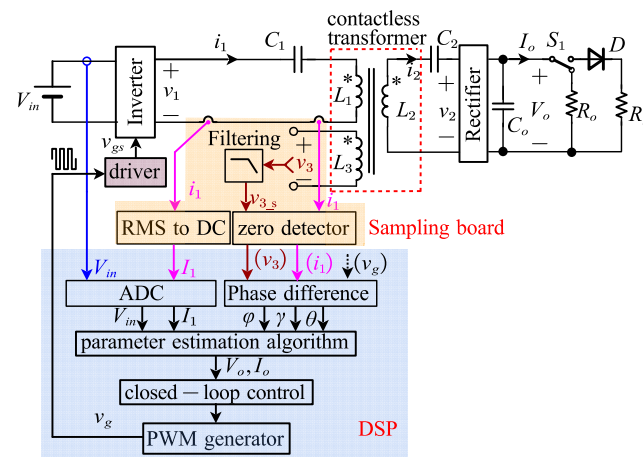 contactless
transformer
i1
C1
C2
Io
S1
D
Vin
Inverter
+
v1
−
*
L1
*
L2
i2
+
v2
−
Rectifier
Co
+
Vo
−
Ro
R
vgs
driver
Filtering
+
v3
−
*
L3
i1
v3_s
i1
RMS to DC
zero detector
Sampling board
Vin
I1
(v3)
(i1)
(vg)
ADC
Phase difference
Vin
I1
φ
γ
θ
parameter estimation algorithm
Vo, Io
closed − loop control
vg
PWM generator
DSP